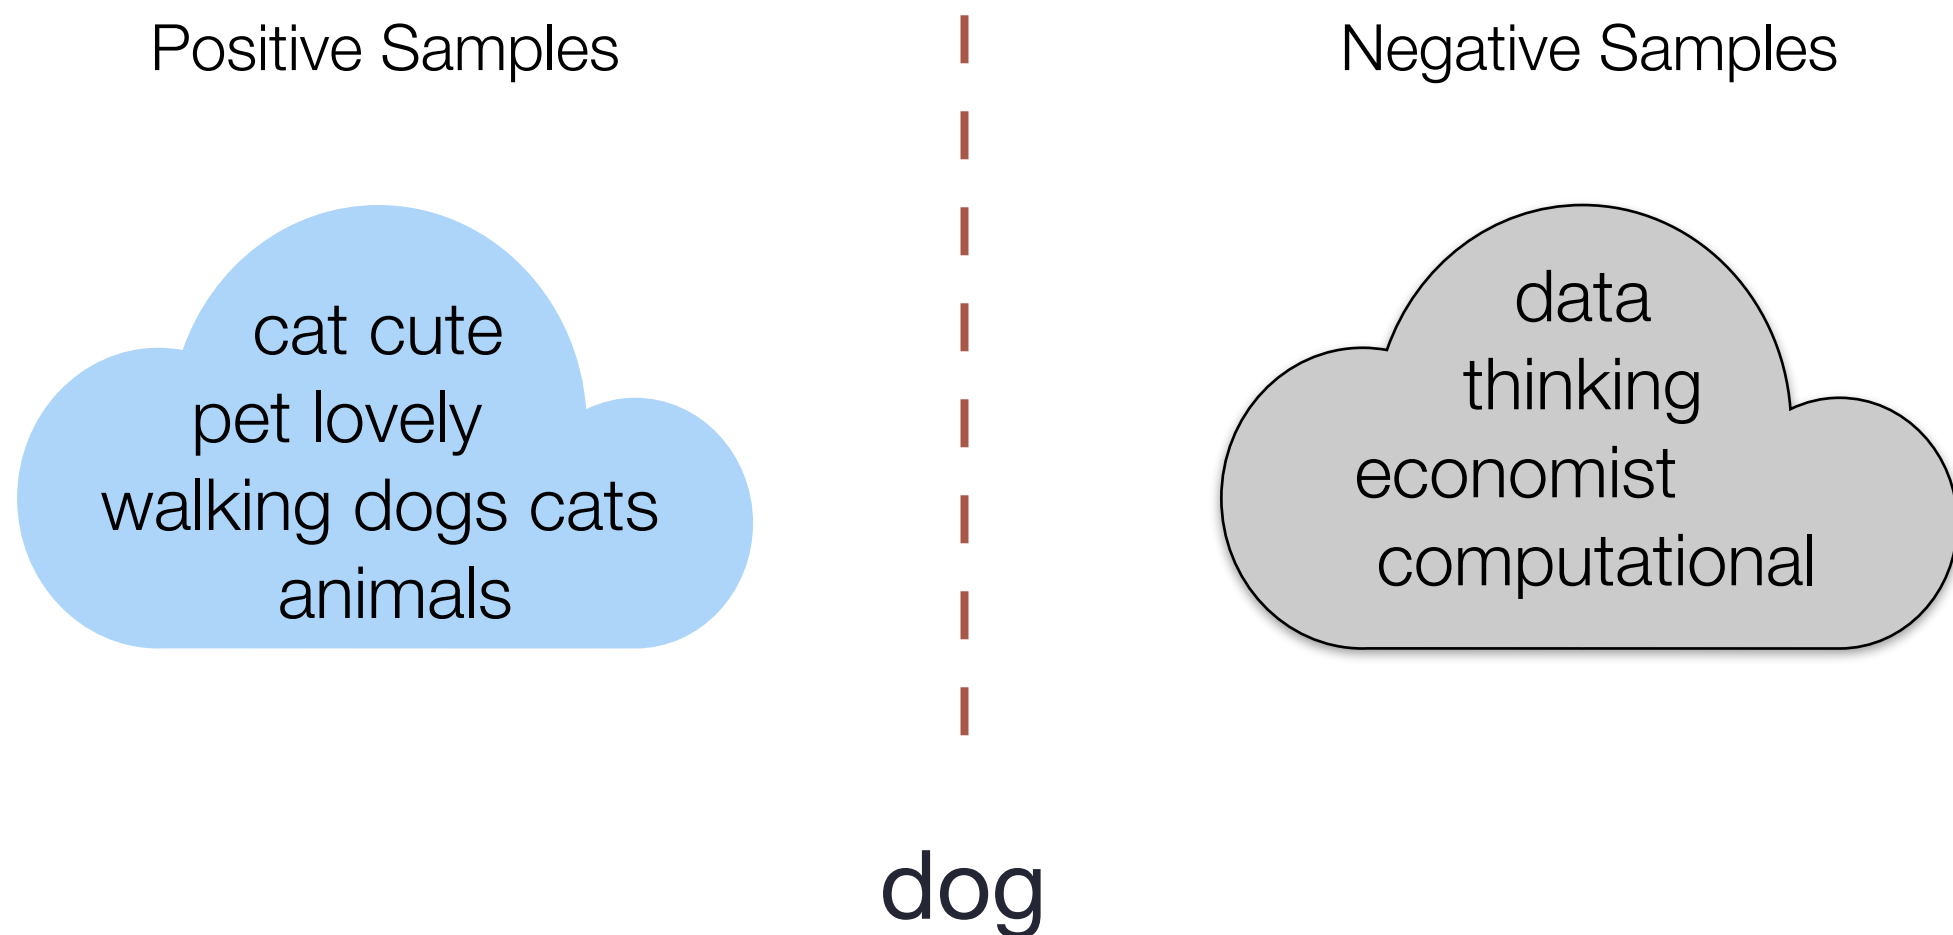 Positive Samples
Negative Samples
cat cute
pet lovely
walking dogs cats
animals
data
thinking
economist
computational
dog